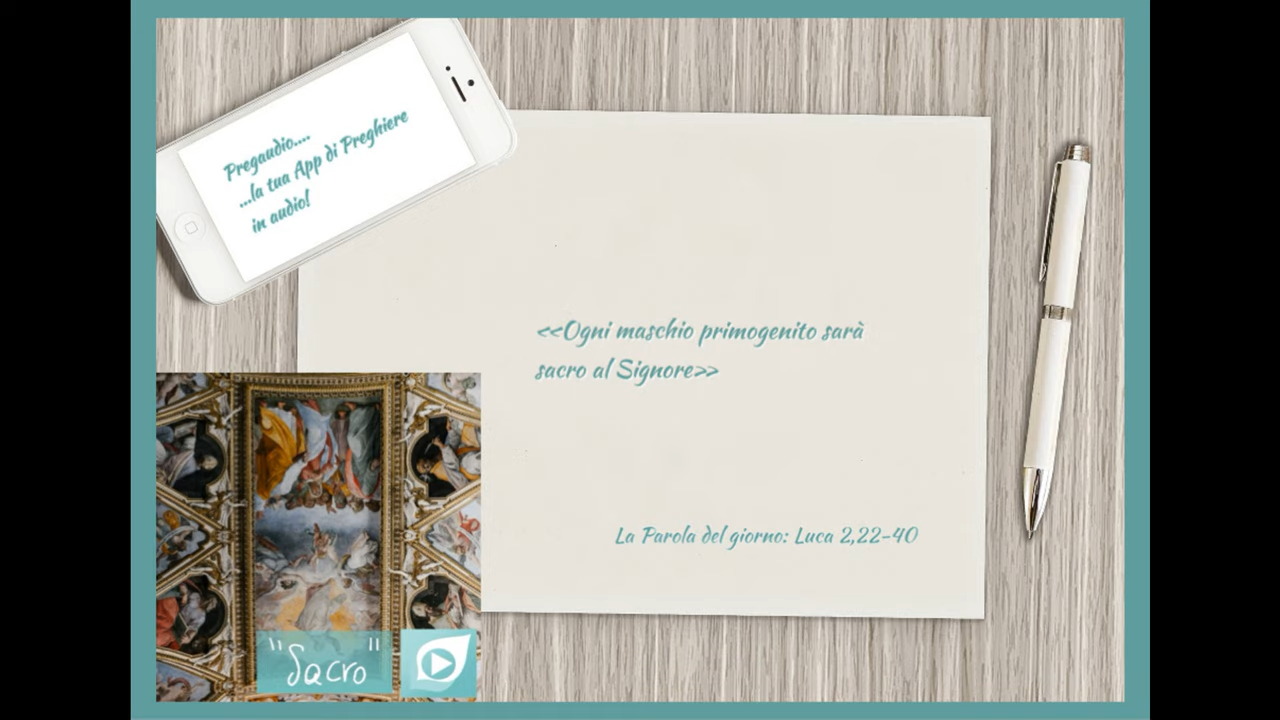 Pregaudio....
...la tua App di Preghiere
in audio!
<<Ogni maschio primogenito sarà
sacro al Signore>>
La Parola del giorno: Luca 2,22-40
"Sacro"